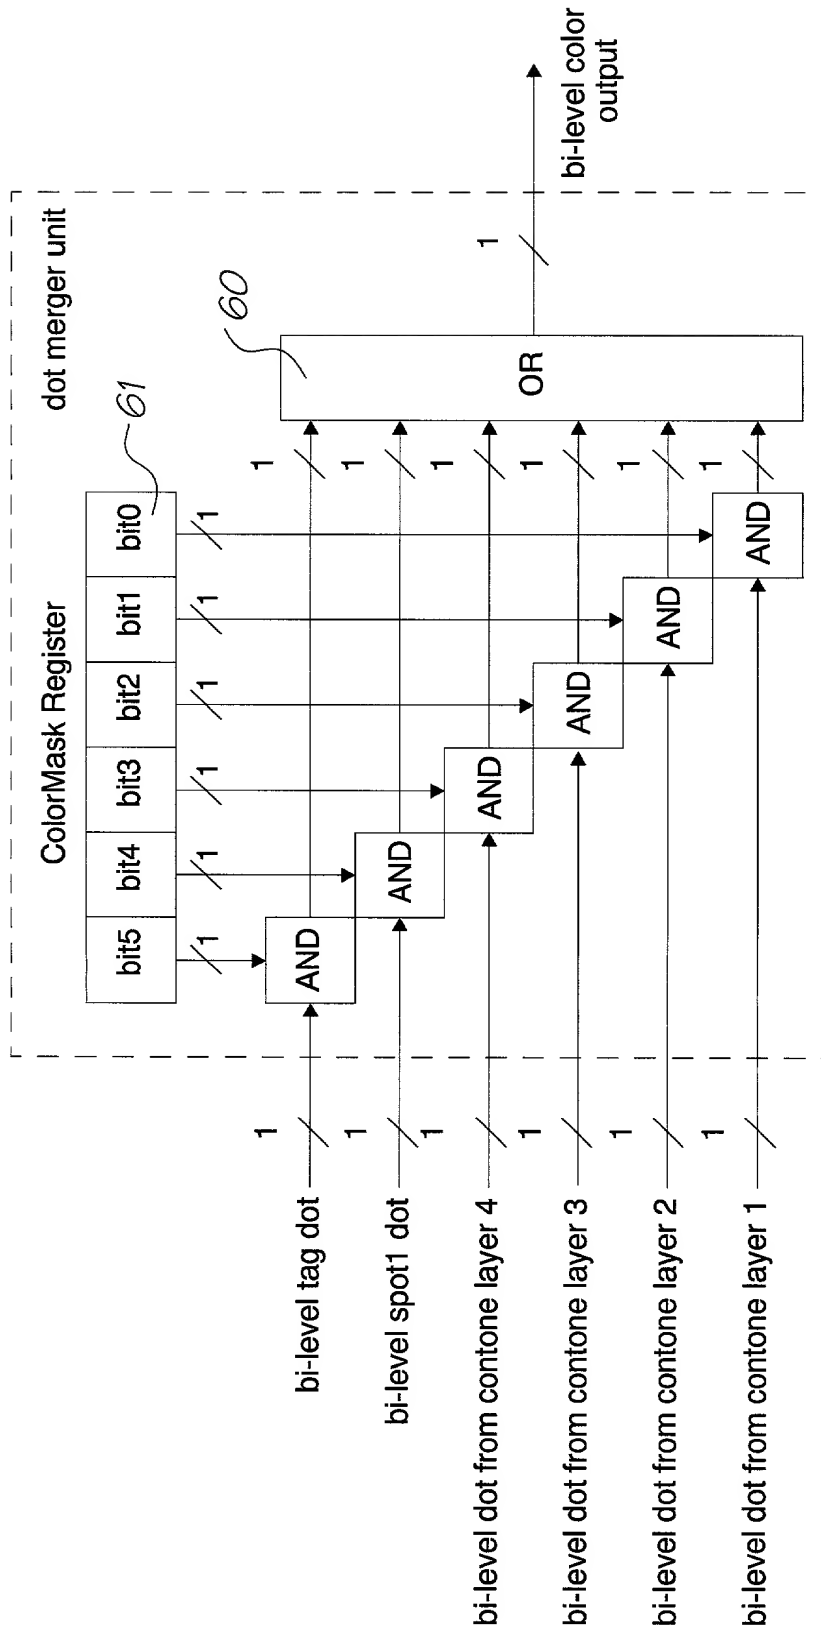 dot merger unit
ColorMask Register
bit5
bit4
bit3
bit2
bit1
bit0
61
1
1
1
1
1
1
60
bi-level tag dot
1
AND
1
bi-level spot1 dot
1
AND
1
bi-level dot from contone layer 4
1
AND
1
bi-level dot from contone layer 3
1
AND
1
bi-level dot from contone layer 2
1
AND
1
bi-level dot from contone layer 1
1
AND
1
OR
1
bi-level color
output